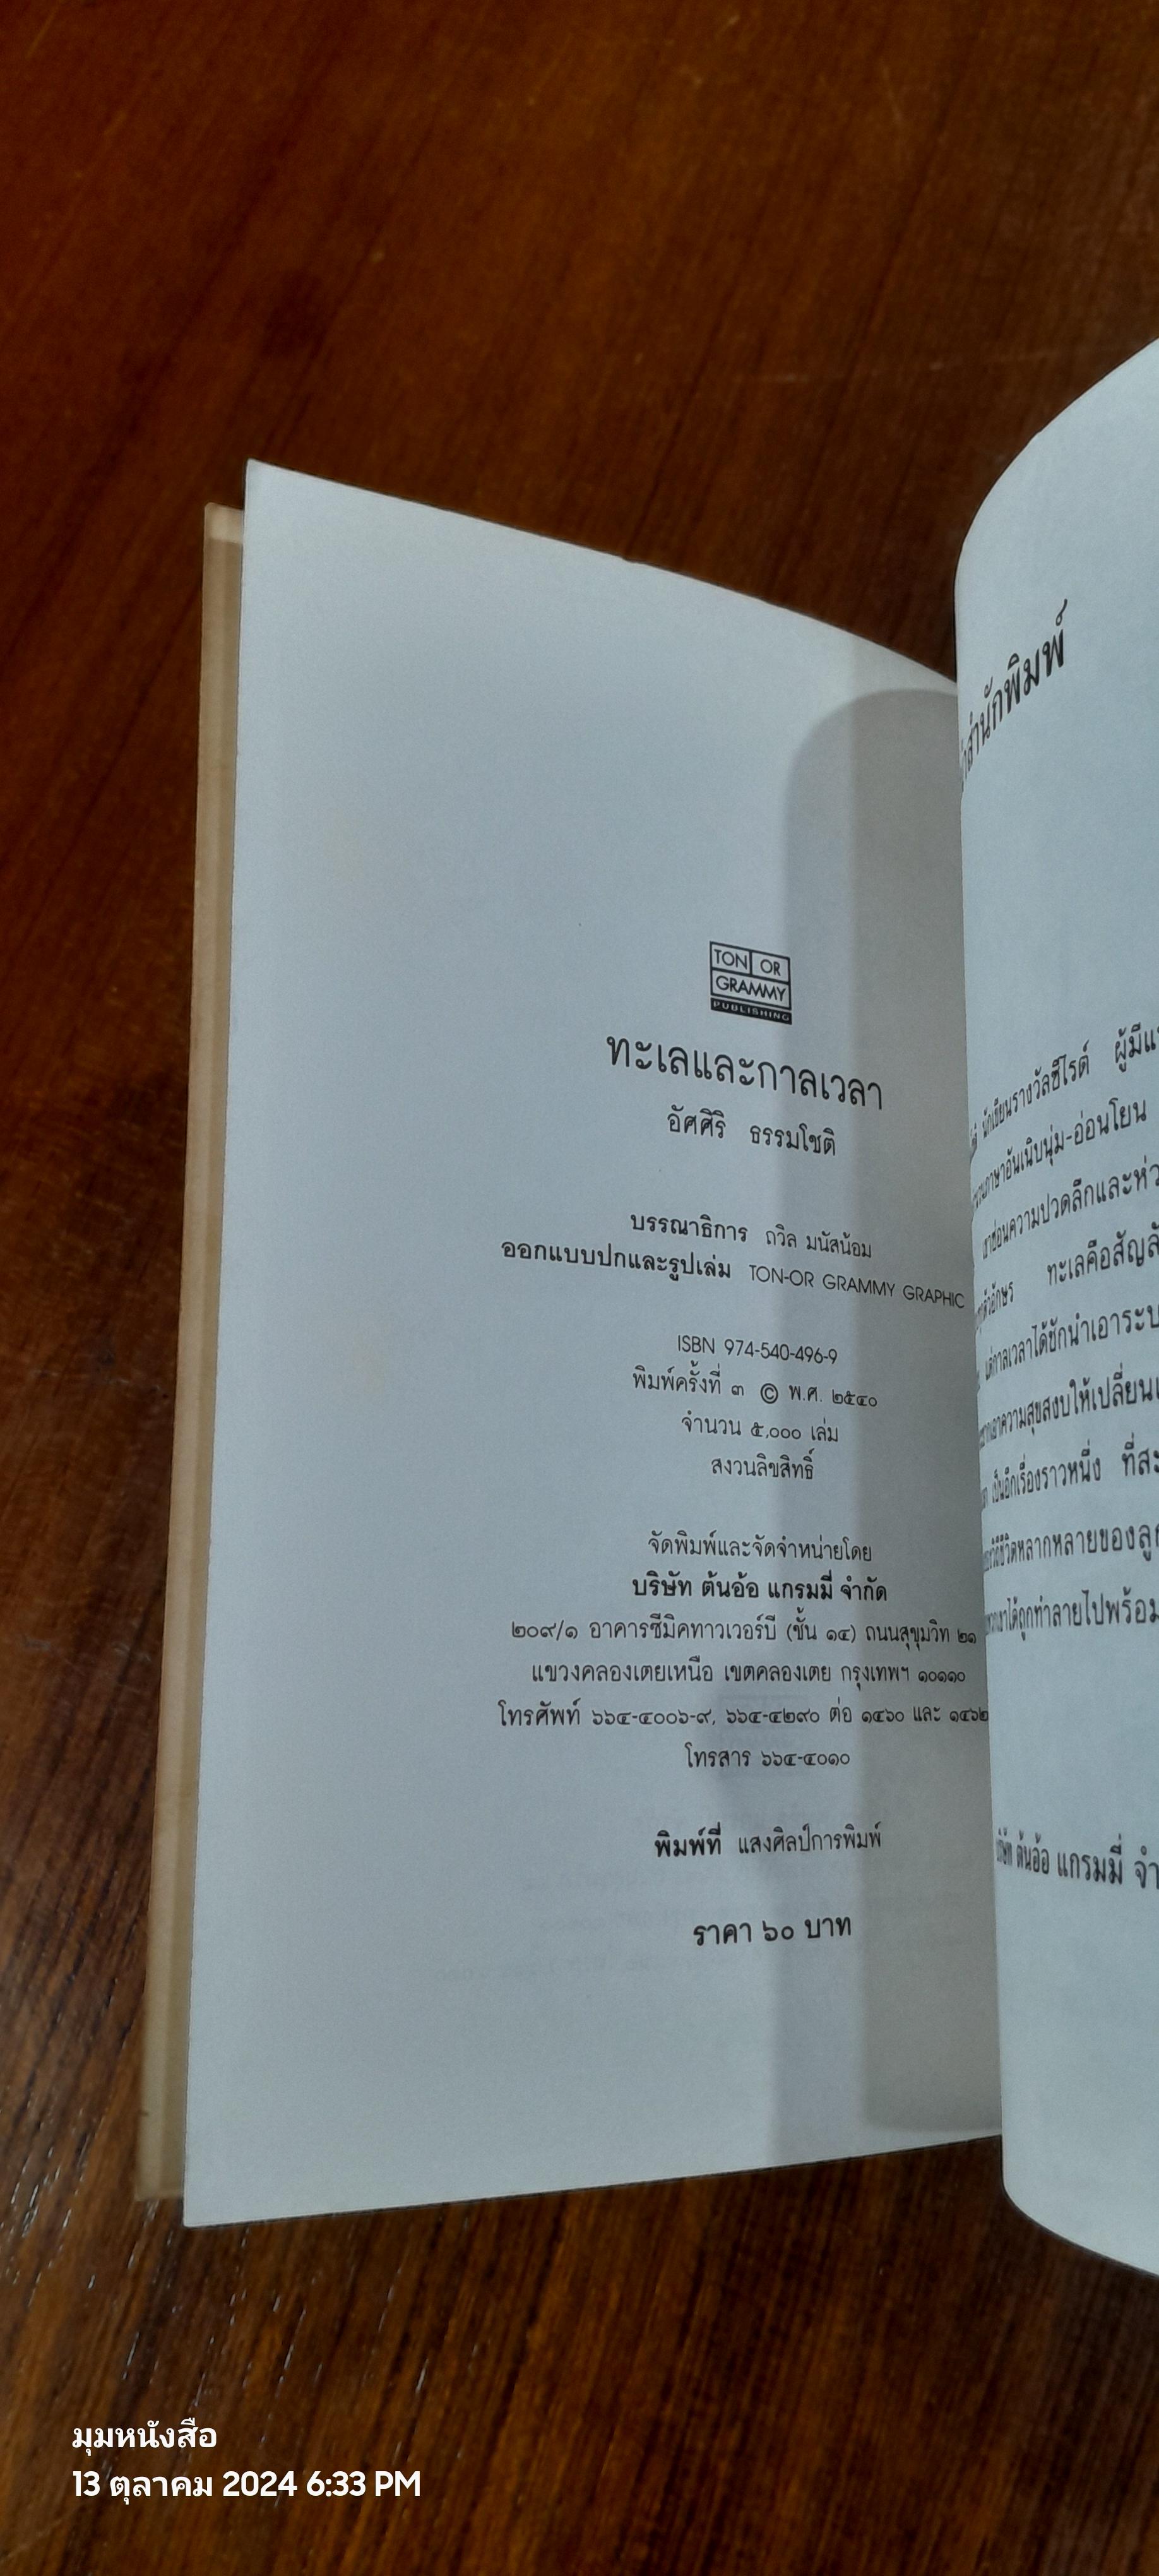 TON OR
GRAMMY
PUBLISHING
ทะเลและกาลเวลา
อัศศิริ ธรรมโชติ
บรรณาธิการ ถวิล มนัสน้อม
ออกแบบปกและรูปเล่ม TON-OR GRAMMY GRAPHIC
ISBN 974-540-496-9
พิมพ์ครั้งที่ ๓ © พ.ศ. ๒๕๔๐
จำนวน ๕,๐๐๐ เล่ม
สงวนลิขสิทธิ์
จัดพิมพ์และจัดจำหน่ายโดย
บริษัท ต้นอ้อ แกรมมี่ จำกัด
๒๐๙/๑ อาคารซีมิคทาวเวอร์บี (ชั้น ๑๔) ถนนสุขุมวิท ๒๑
แขวงคลองเตยเหนือ เขตคลองเตย กรุงเทพฯ ๑๐๑๑๐
โทรศัพท์ ๖๖๔-๔๐๐๖-๙, ๖๖๔-๔๒๙๐ ต่อ ๑๔๖๐ และ ๑๔๖๒
โทรสาร ๖๖๔-๔๐๑๐
พิมพ์ที่ แสงศิลป์การพิมพ์
ราคา ๖๐ บาท
สำนักพิมพ์
นักเขียนรางวัลซีไรต์ ผู้มี
ภาษาอันเนิบนุ่ม-อ่อนโยน
ซ่อนความปวดลึกและ
ตัวอักษร ทะเลคือ
แต่กาลเวลาได้ชักนำเอา
ความสุขสงบให้เปลี่ยน
เป็นอีกเรื่องราวหนึ่ง ที่
วิถีชีวิตหลากหลายของ
ได้ถูกทำลายไปพร้อม
บริษัท ต้นอ้อ แกรมมี่
มุมหนังสือ
13 ตุลาคม 2024 6:33 PM